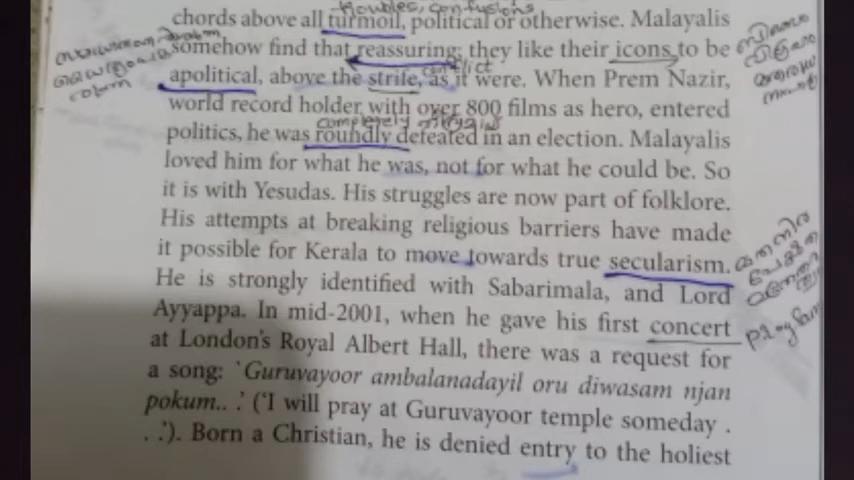 troubles, confusions
chords above all turmoil, political or otherwise. Malayalis
somehow find that reassuring; they like their icons to be
conflict
apolitical, above the strife, as it were. When Prem Nazir,
world record holder with over 800 films as hero, entered
completely
politics, he was roundly defeated in an election. Malayalis
loved him for what he was, not for what he could be. So
it is with Yesudas. His struggles are now part of folklore.
His attempts at breaking religious barriers have made
it possible for Kerala to move towards true secularism.
He is strongly identified with Sabarimala, and Lord
Ayyappa. In mid-2001, when he gave his first concert
at London's Royal Albert Hall, there was a request for
a song: 'Guruvayoor ambalanadayil oru diwasam njan
pokum.. .' ('I will pray at Guruvayoor temple someday .
. .'). Born a Christian, he is denied entry to the holiest